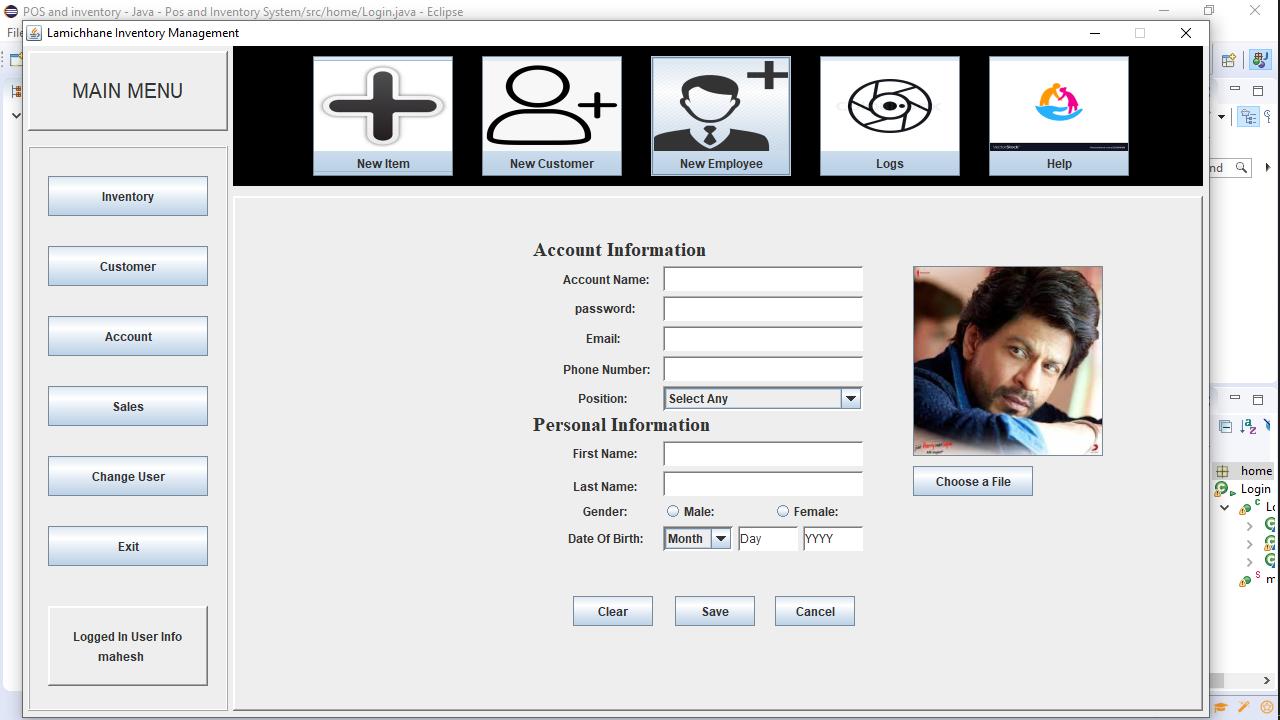 POS and inventory - Java - Pos and Inventory System/src/home/Login.java - Eclipse
Lamichhane Inventory Management
MAIN MENU
New Item
New Customer
New Employee
Logs
VectorStock
Help
Inventory
Customer
Account
Sales
Change User
Exit
Logged In User Info
mahesh
Account Information
Account Name:
password:
Email:
Phone Number:
Position:
Select Any
Personal Information
First Name:
Last Name:
Gender:
Male:
Female:
Date Of Birth:
Month
Day
YYYY
Clear
Save
Cancel
Choose a File
home
Login